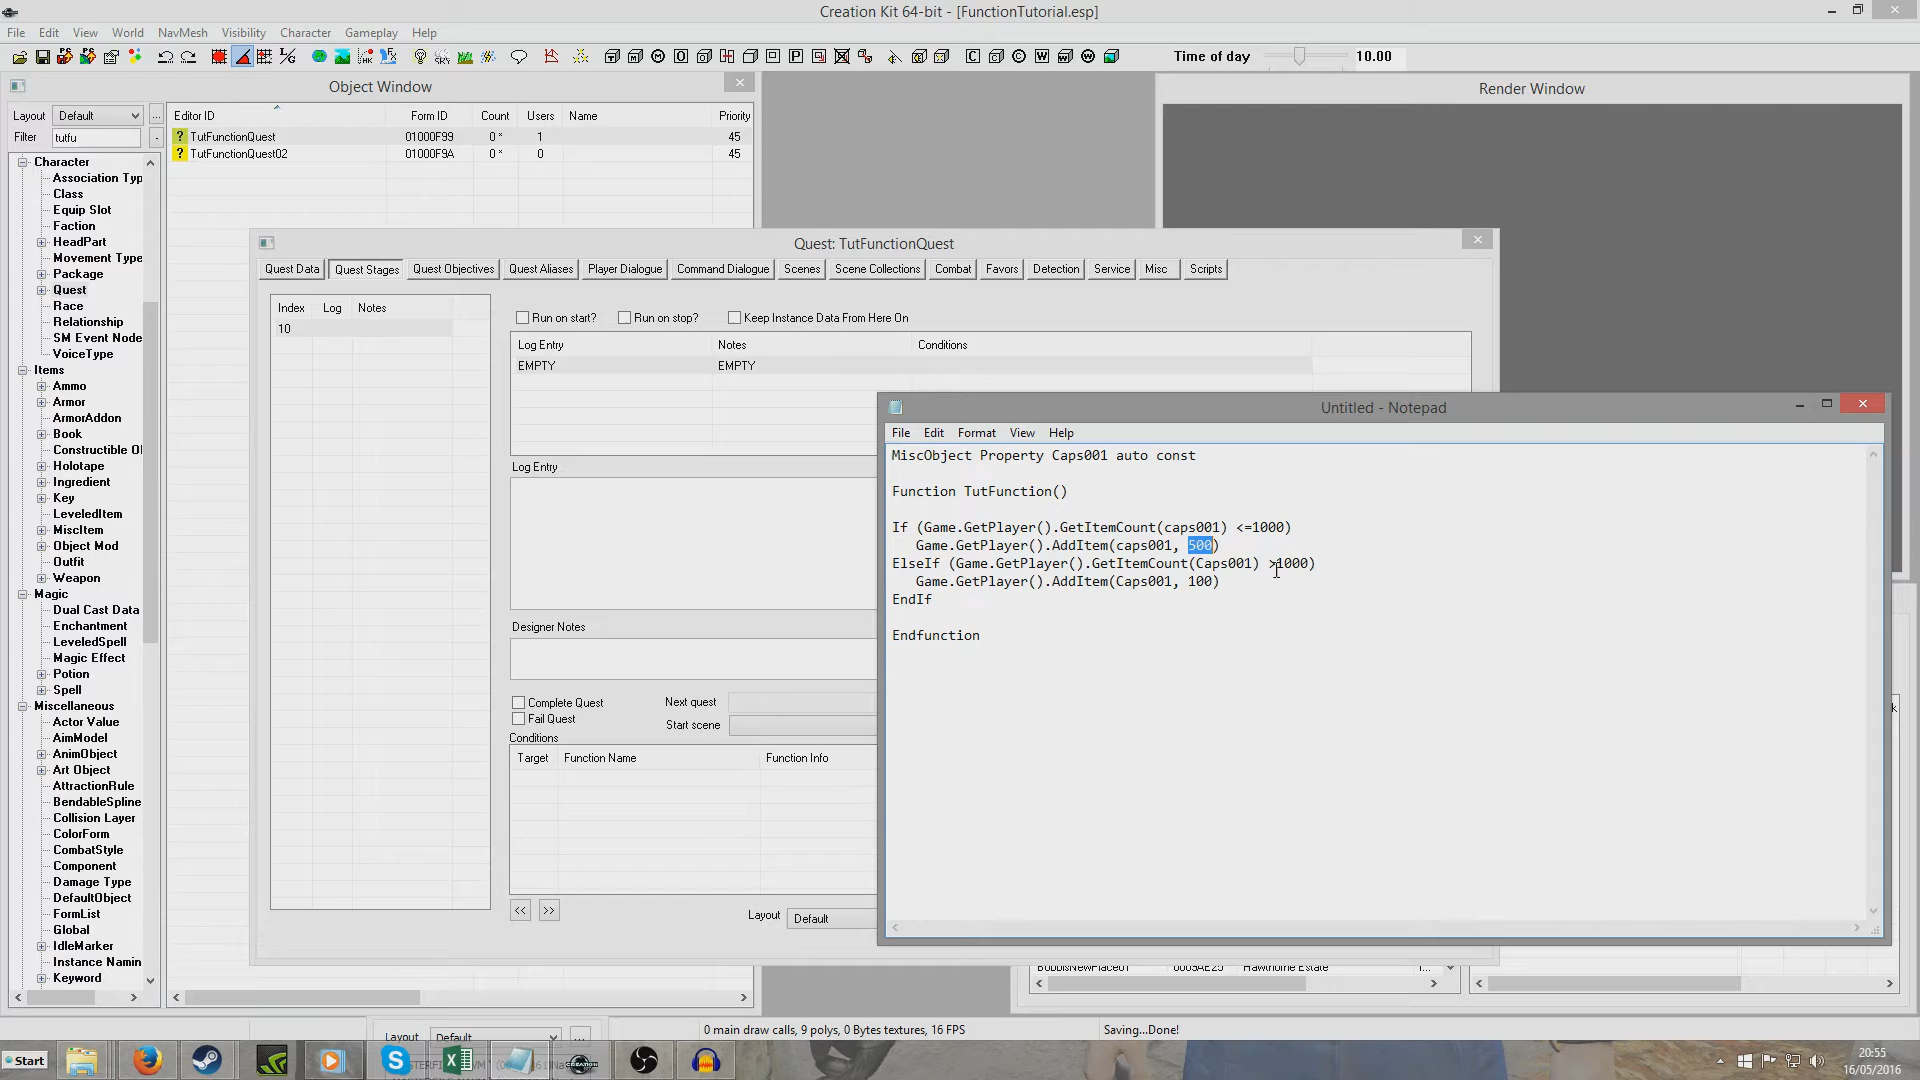 Creation Kit 64-bit - [FunctionTutorial.esp]
File Edit View World NavMesh Visibility Character Gameplay Help
Time of day 10.00
Object Window
Render Window
Layout Default ...
Filter tutfu -
Editor ID Form ID Count Users Name Priority
TutFunctionQuest 01000F99 0 * 1 45
TutFunctionQuest02 01000F9A 0 * 0 45
Character
Association Typ
Class
Equip Slot
Faction
HeadPart
Movement Type
Package
Quest
Race
Relationship
SM Event Node
VoiceType
Items
Ammo
Armor
ArmorAddon
Book
Constructible Ol
Holotape
Ingredient
Key
LeveledItem
MiscItem
Object Mod
Outfit
Weapon
Magic
Dual Cast Data
Enchantment
LeveledSpell
Magic Effect
Potion
Spell
Miscellaneous
Actor Value
AimModel
AnimObject
Art Object
AttractionRule
BendableSpline
Collision Layer
ColorForm
CombatStyle
Component
Damage Type
DefaultObject
FormList
Global
IdleMarker
Instance Namin
Keyword
Quest: TutFunctionQuest
Quest Data Quest Stages Quest Objectives Quest Aliases Player Dialogue Command Dialogue Scenes Scene Collections Combat Favors Detection Service Misc Scripts
Index Log Notes
10
Run on start? Run on stop? Keep Instance Data From Here On
Log Entry Notes Conditions
EMPTY EMPTY
Log Entry
Designer Notes
Complete Quest Next quest
Fail Quest Start scene
Conditions
Target Function Name Function Info
<< >> Layout Default
Untitled - Notepad
File Edit Format View Help
MiscObject Property Caps001 auto const
Function TutFunction()
If (Game.GetPlayer().GetItemCount(caps001) <=1000)
Game.GetPlayer().AddItem(caps001, 500)
ElseIf (Game.GetPlayer().GetItemCount(Caps001) >1000)
Game.GetPlayer().AddItem(Caps001, 100)
EndIf
Endfunction
Layout Default ...
0 main draw calls, 9 polys, 0 Bytes textures, 16 FPS
Saving...Done!
Start
20:55
16/05/2016